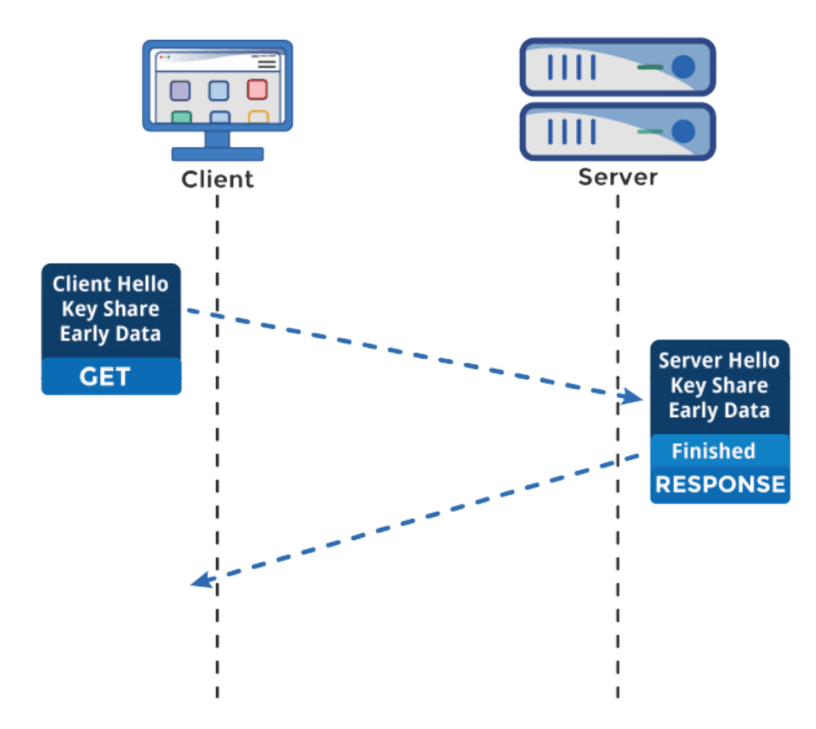 Client
Server
Client Hello
Key Share
Early Data
GET
Server Hello
Key Share
Early Data
Finished
RESPONSE